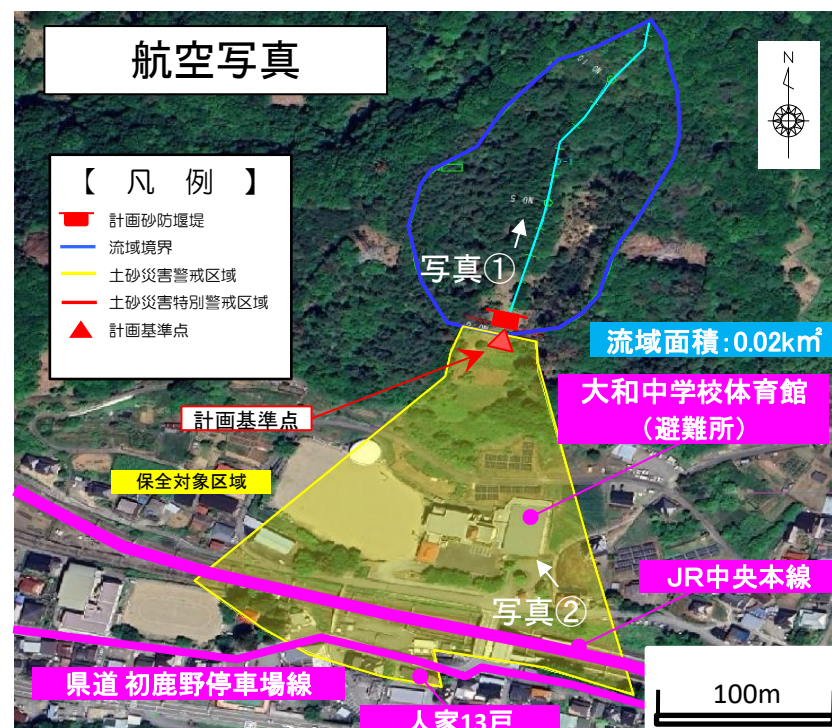 航空写真
N
【 凡 例 】
計画砂防堰堤
流域境界
土砂災害警戒区域
土砂災害特別警戒区域
計画基準点
NO 10
NO 5
写真①
流域面積:0.02k㎡
大和中学校体育館
(避難所)
計画基準点
保全対象区域
JR中央本線
写真②
県道 初鹿野停車場線
100m
人家13戸